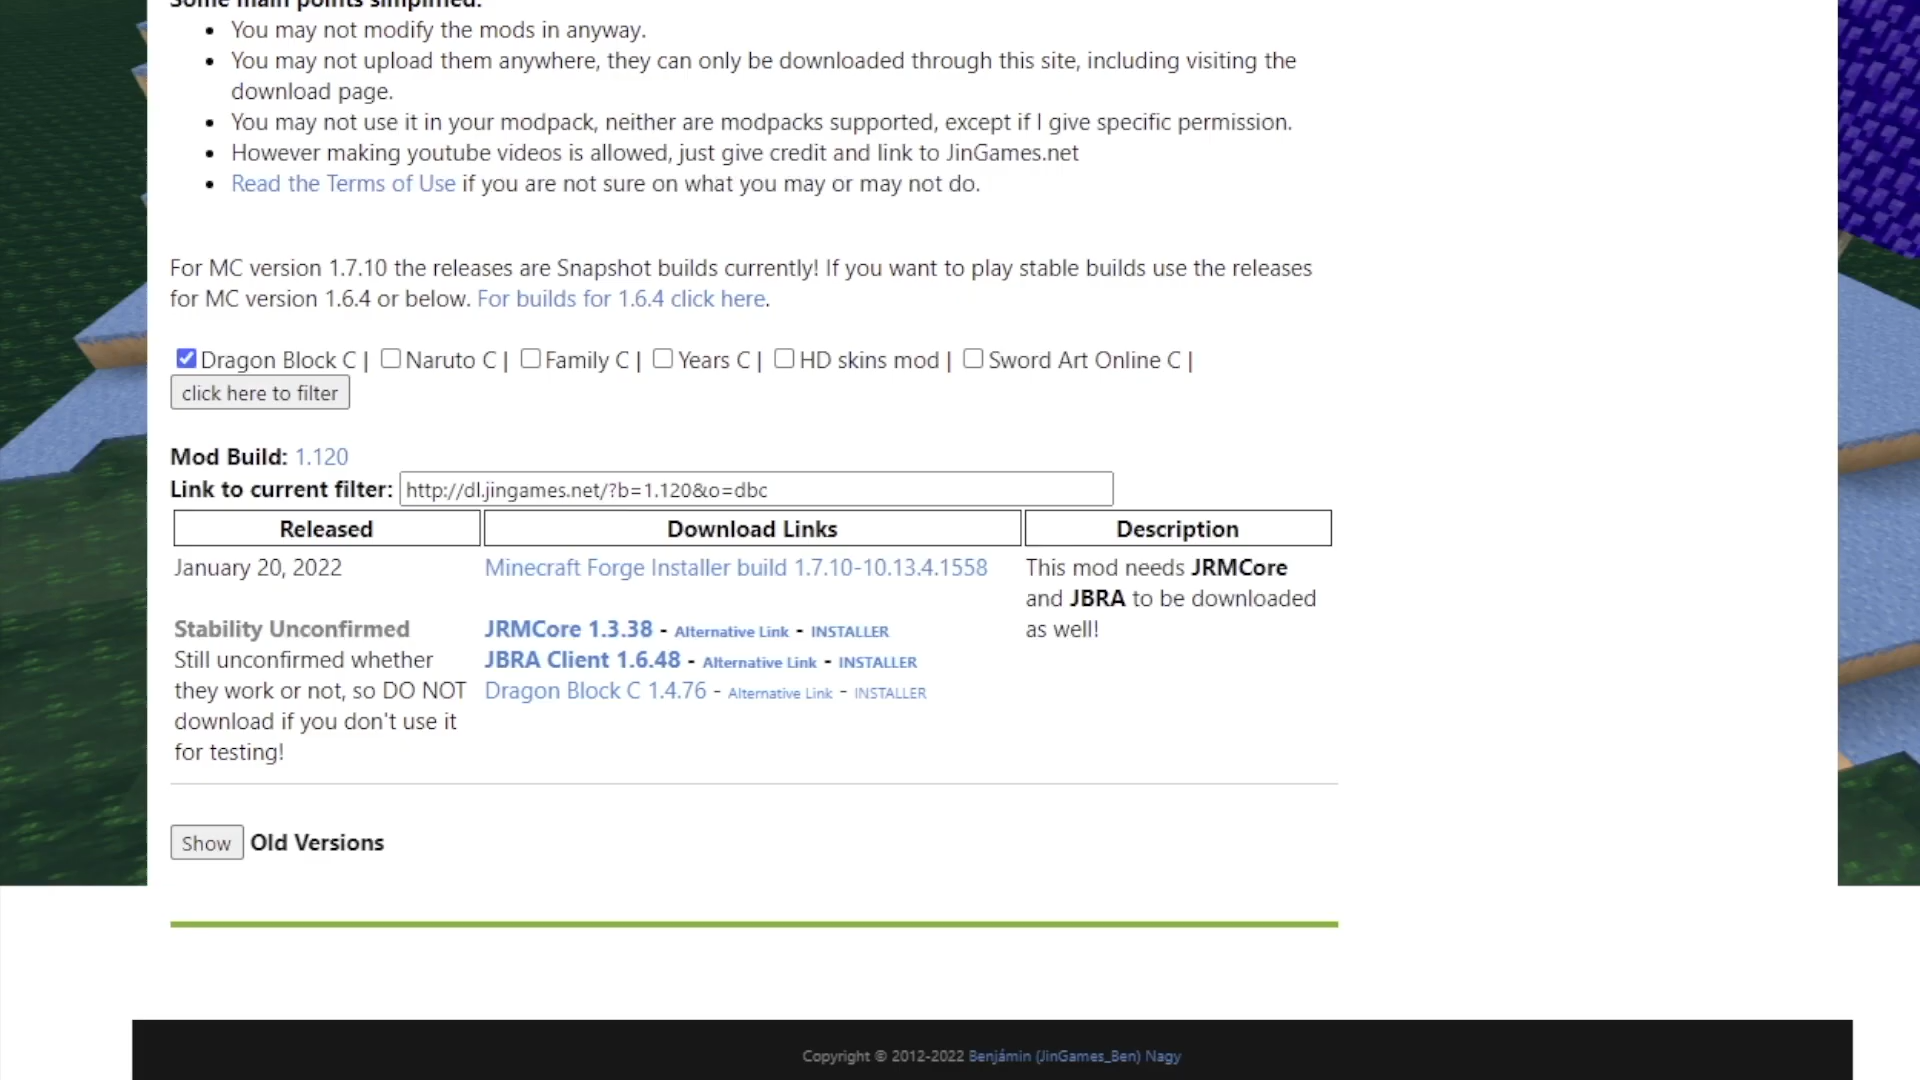 Some main points simplified:
You may not modify the mods in anyway.
You may not upload them anywhere, they can only be downloaded through this site, including visiting the
download page.
You may not use it in your modpack, neither are modpacks supported, except if I give specific permission.
However making youtube videos is allowed, just give credit and link to JinGames.net
Read the Terms of Use if you are not sure on what you may or may not do.
For MC version 1.7.10 the releases are Snapshot builds currently! If you want to play stable builds use the releases
for MC version 1.6.4 or below. For builds for 1.6.4 click here.
Dragon Block C | Naruto C | Family C | Years C | HD skins mod | Sword Art Online C |
click here to filter
Mod Build: 1.120
Link to current filter: http://dl.jingames.net/?b=1.120&o=dbc
Released Download Links Description
January 20, 2022 Minecraft Forge Installer build 1.7.10-10.13.4.1558 This mod needs JRMCore
and JBRA to be downloaded
Stability Unconfirmed JRMCore 1.3.38 - Alternative Link - INSTALLER as well!
Still unconfirmed whether JBRA Client 1.6.48 - Alternative Link - INSTALLER
they work or not, so DO NOT Dragon Block C 1.4.76 - Alternative Link - INSTALLER
download if you don't use it
for testing!
Show Old Versions
Copyright © 2012-2022 Benjámin (JinGames_Ben) Nagy